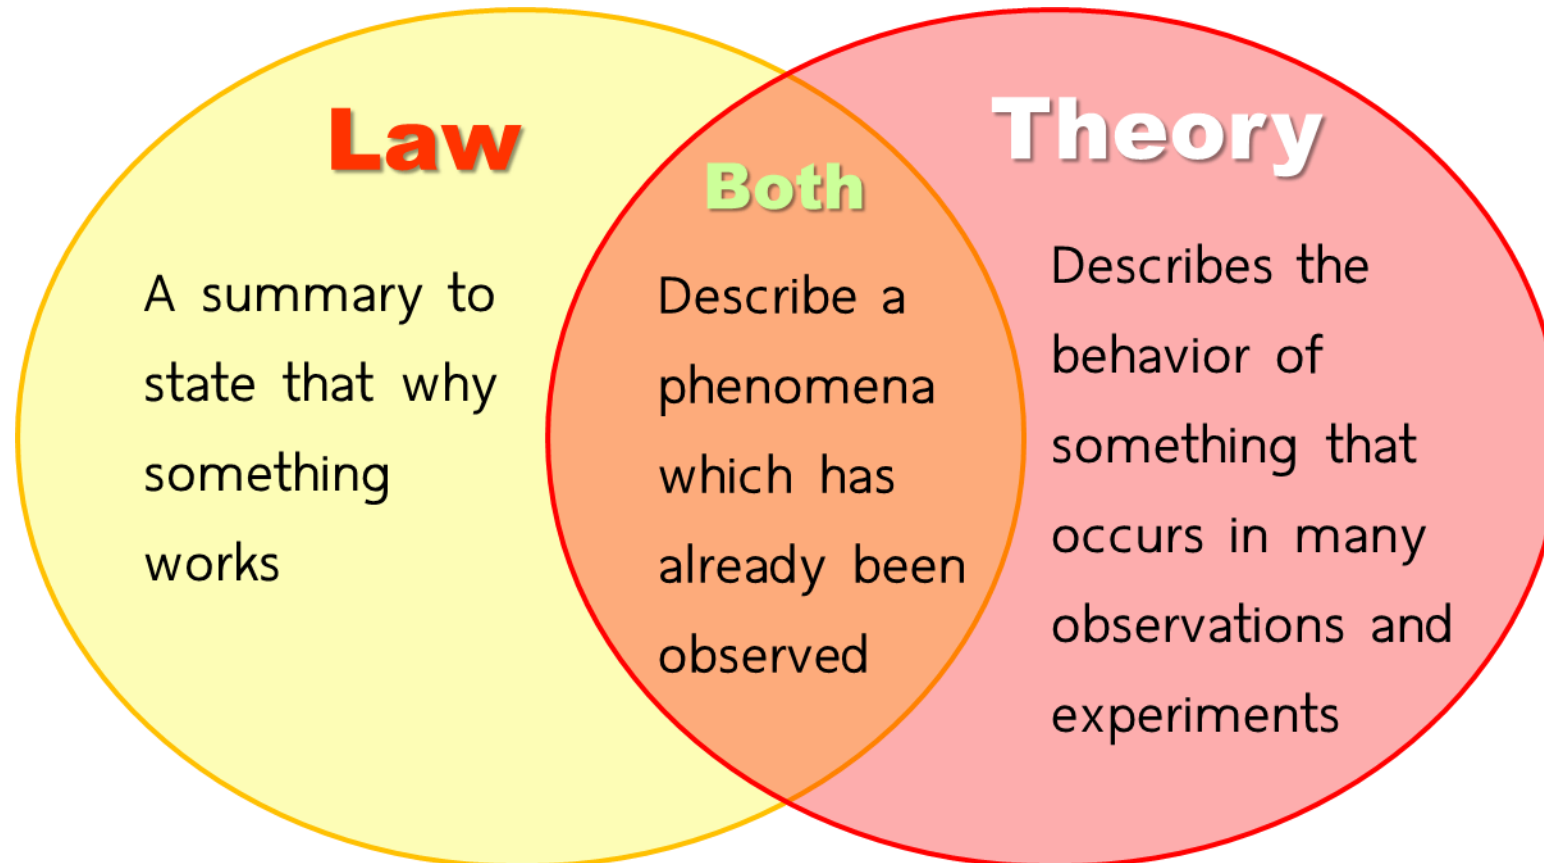 Law
A summary to
state that why
something
works
Both
Describe a
phenomena
which has
already been
observed
Theory
Describes the
behavior of
something that
occurs in many
observations and
experiments